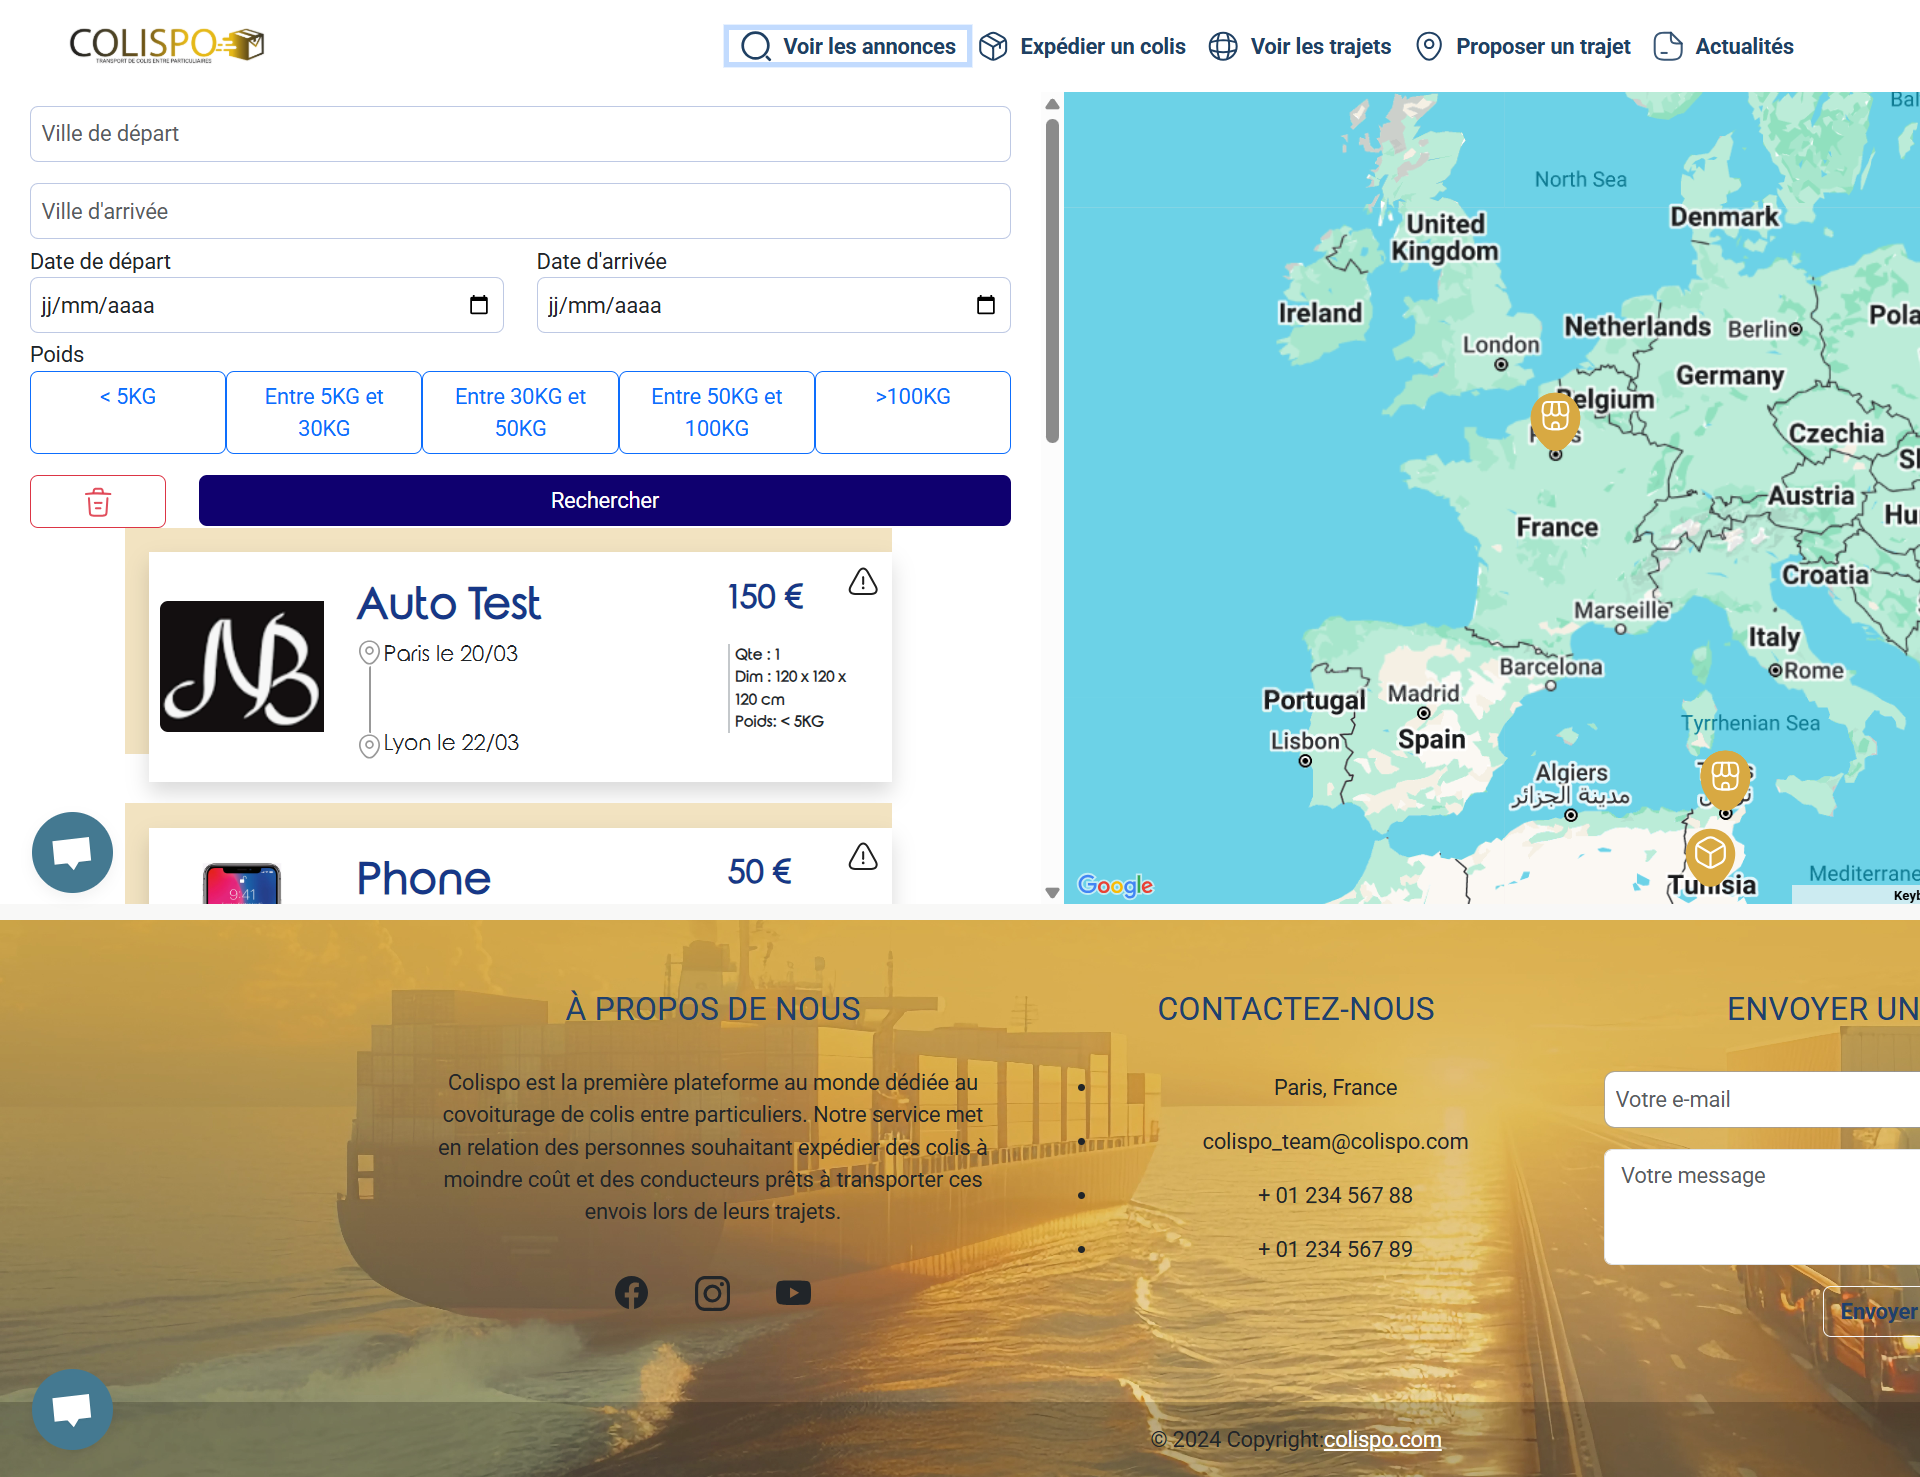 COLISPO
TRANSPORT DE COLIS ENTRE PARTICULIAIRES
Voir les annonces
Expédier un colis
Voir les trajets
Proposer un trajet
Actualités
Ville de départ
Ville d'arrivée
Date de départ
Date d'arrivée
jj/mm/aaaa
jj/mm/aaaa
Poids
< 5KG
Entre 5KG et
30KG
Entre 30KG et
50KG
Entre 50KG et
100KG
>100KG
Rechercher
Auto Test
150 €
NB
Paris le 20/03
Lyon le 22/03
Qte : 1
Dim : 120 x 120 x
120 cm
Poids: < 5KG
Phone
50 €
9:41
Bal
North Sea
Denmark
United
Kingdom
Ireland
Netherlands
Berlin
Pola
London
Germany
Belgium
Czechia
Sl
Austria
Hu
France
Croatia
Marseille
Italy
Barcelona
Rome
Portugal
Madrid
Tyrrhenian Sea
Lisbon
Spain
Algiers
مدينة الجزائر
Tunisia
Mediterrane
Google
Keyb
À PROPOS DE NOUS
Colispo est la première plateforme au monde dédiée au
covoiturage de colis entre particuliers. Notre service met
en relation des personnes souhaitant expédier des colis à
moindre coût et des conducteurs prêts à transporter ces
envois lors de leurs trajets.
CONTACTEZ-NOUS
Paris, France
colispo_team@colispo.com
+ 01 234 567 88
+ 01 234 567 89
ENVOYER UN
Votre e-mail
Votre message
Envoyer
© 2024 Copyright:colispo.com